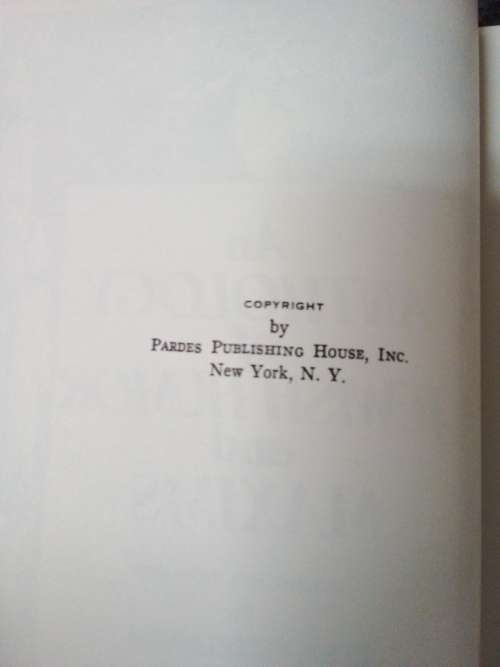 COPYRIGHT
by
PARDES PUBLISHING HOUSE, INC.
New York, N. Y.